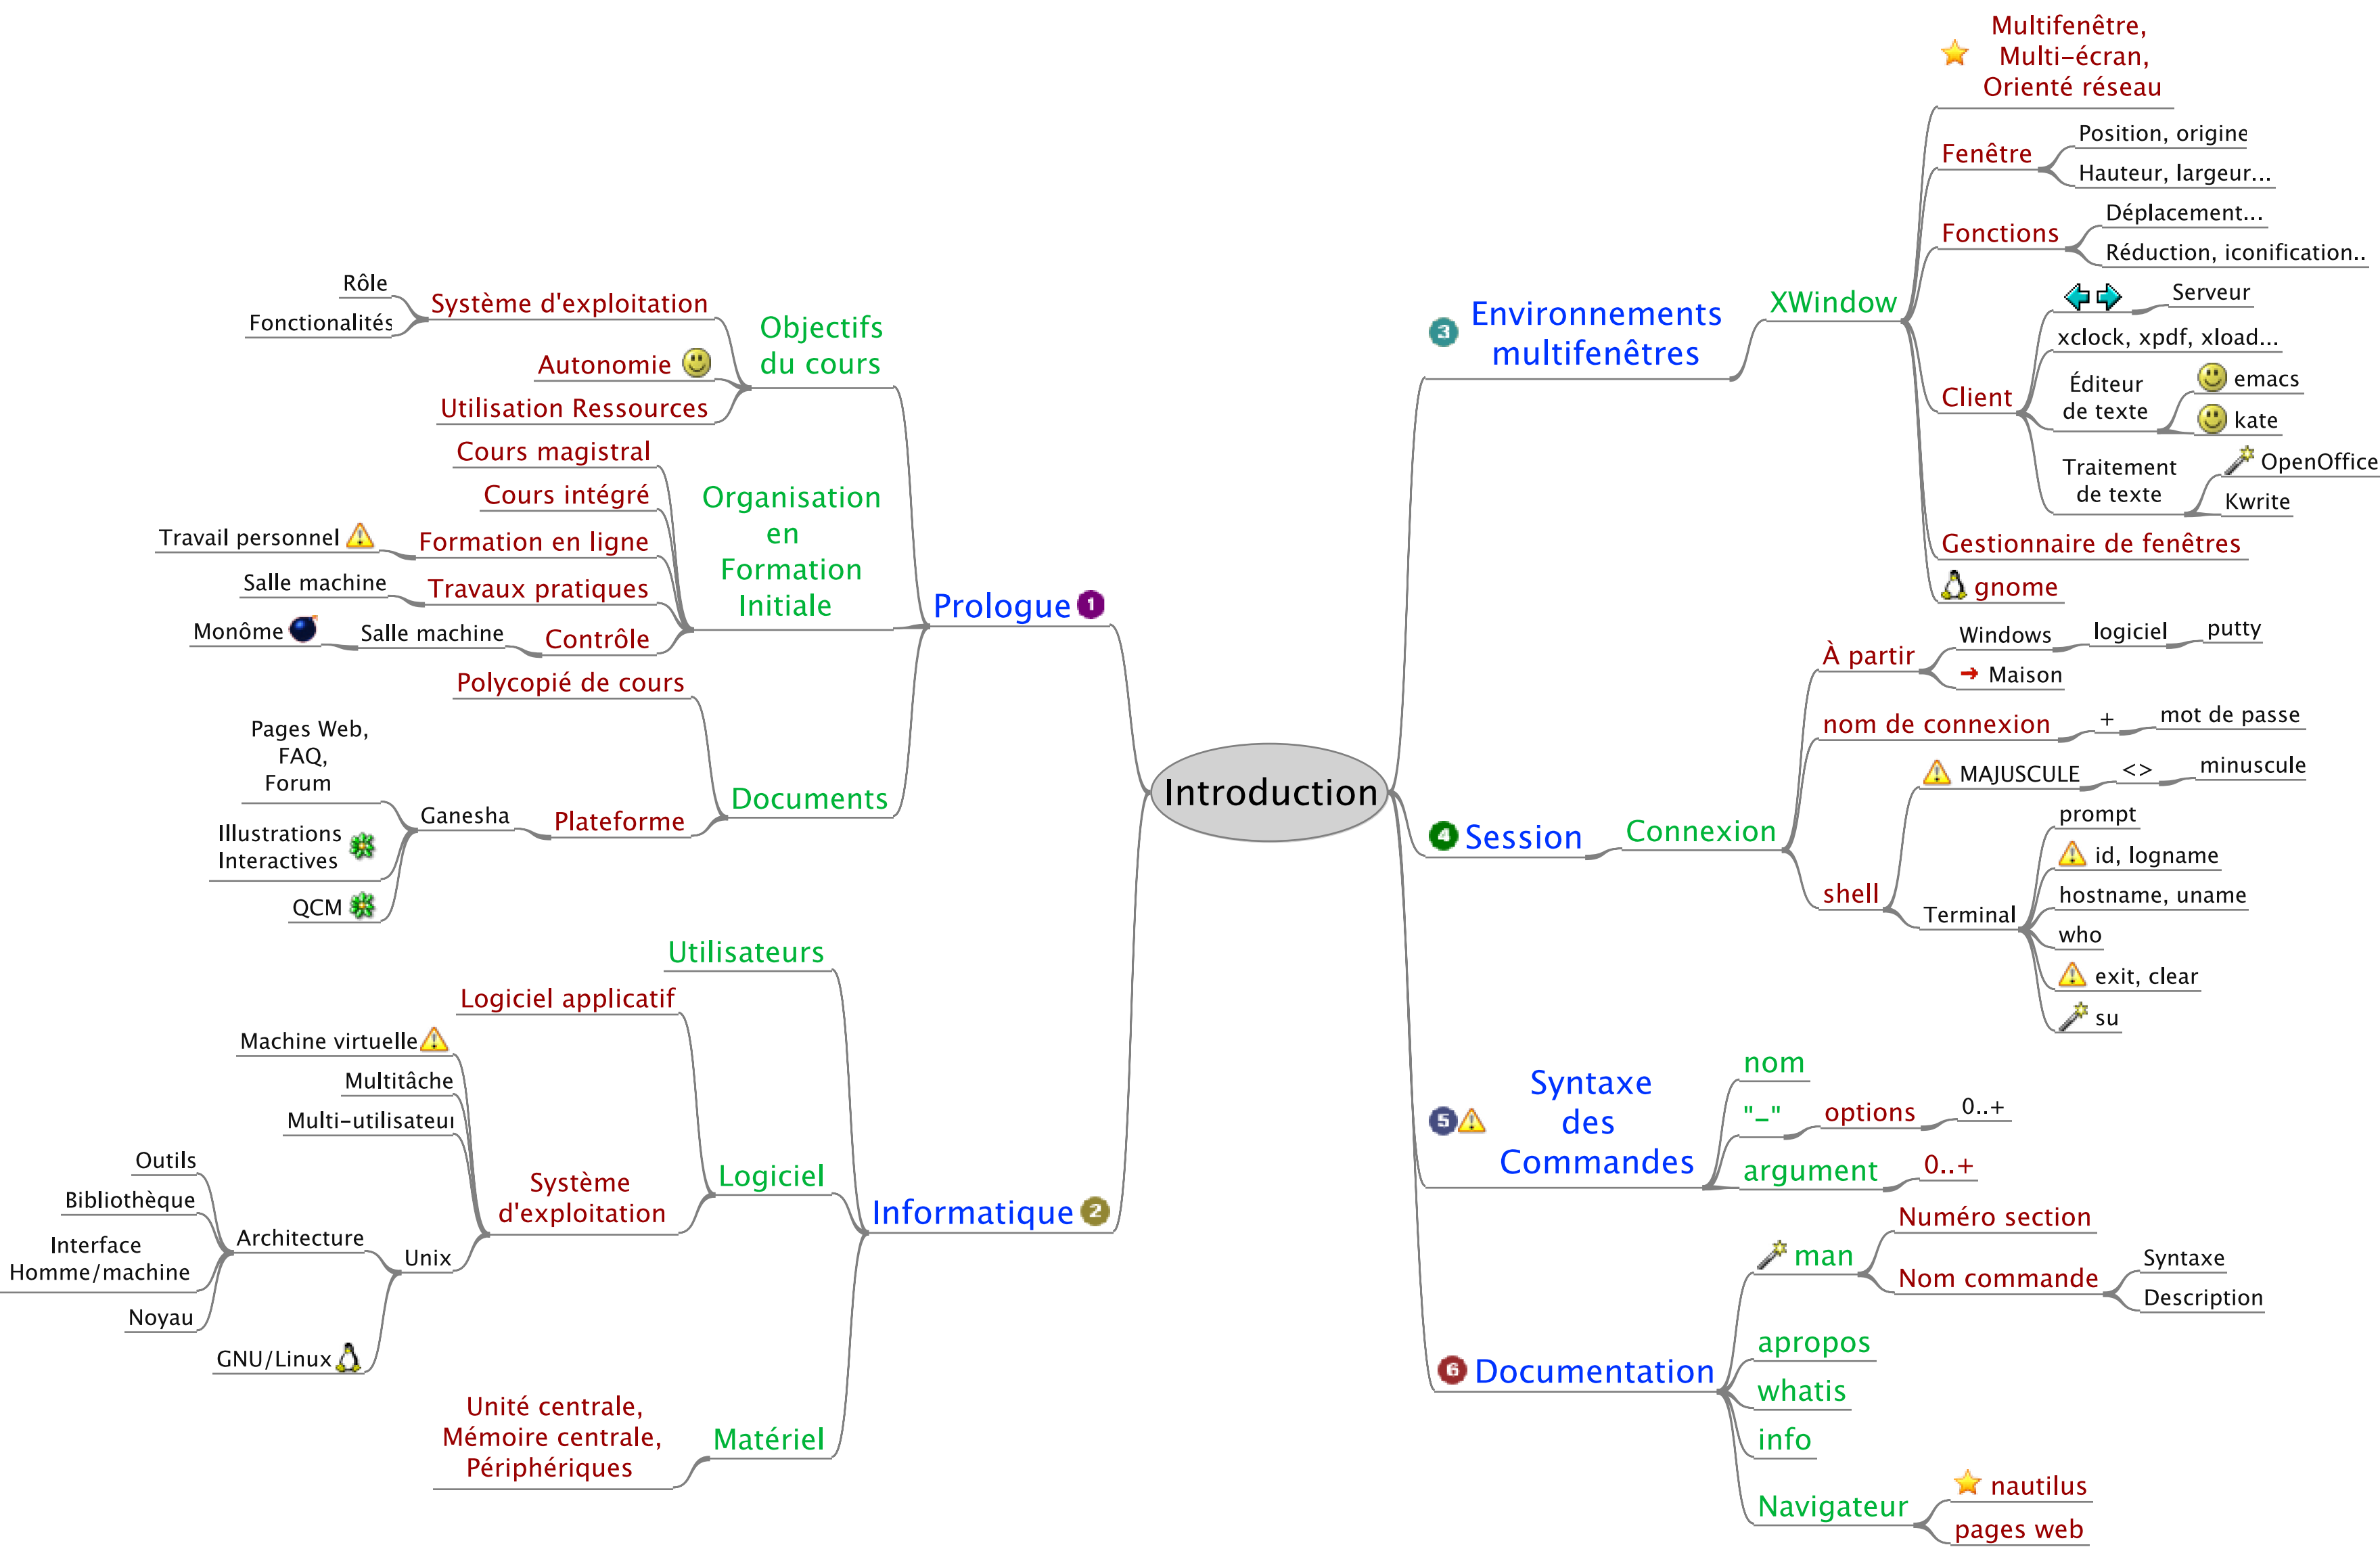 Introduction
Prologue 1
Objectifs
du cours
Système d'exploitation
Rôle
Fonctionalités
Autonomie
Utilisation Ressources
Organisation
en
Formation
Initiale
Cours magistral
Cours intégré
Formation en ligne
Travail personnel
Travaux pratiques
Salle machine
Contrôle
Salle machine
Monôme
Documents
Polycopié de cours
Plateforme
Ganesha
Pages Web,
FAQ,
Forum
Illustrations
Interactives
QCM
Informatique 2
Utilisateurs
Logiciel
Logiciel applicatif
Système
d'exploitation
Machine virtuelle
Multitâche
Multi-utilisateur
Unix
Architecture
Outils
Bibliothèque
Interface
Homme/machine
Noyau
GNU/Linux
Matériel
Unité centrale,
Mémoire centrale,
Périphériques
3 Environnements
multifenêtres
XWindow
Multifenêtre,
Multi-écran,
Orienté réseau
Fenêtre
Position, origine
Hauteur, largeur...
Fonctions
Déplacement...
Réduction, iconification..
Client
Serveur
xclock, xpdf, xload...
Éditeur
de texte
emacs
kate
Traitement
de texte
OpenOffice
Kwrite
Gestionnaire de fenêtres
gnome
4 Session
Connexion
À partir
Windows
logiciel
putty
Maison
nom de connexion
+
mot de passe
shell
MAJUSCULE
<>
minuscule
Terminal
prompt
id, logname
hostname, uname
who
exit, clear
su
5 Syntaxe
des
Commandes
nom
"-"
options
0..+
argument
0..+
6 Documentation
man
Numéro section
Nom commande
Syntaxe
Description
apropos
whatis
info
Navigateur
nautilus
pages web